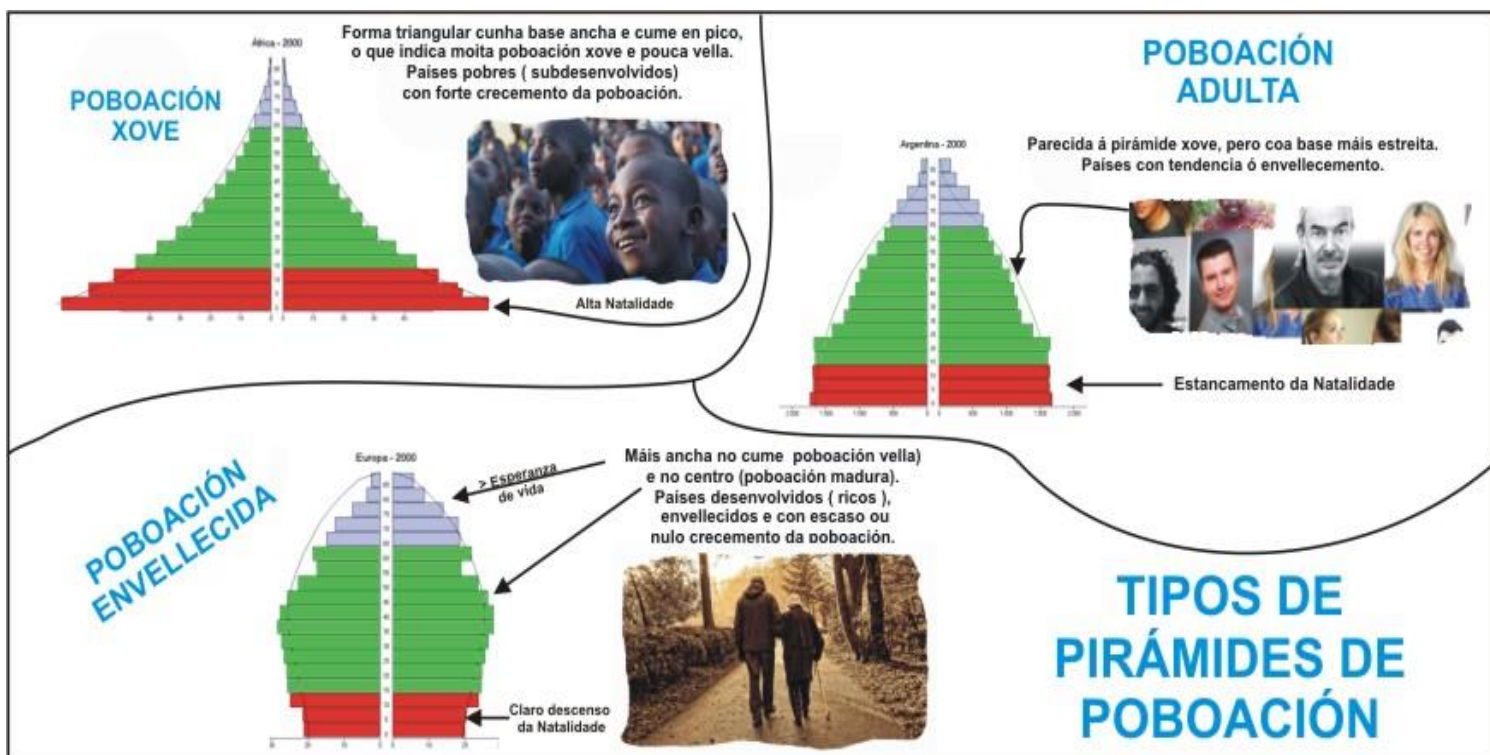 África - 2000
POBOACIÓN
XOVE
Forma triangular cunha base ancha e cume en pico,
o que indica moita poboación xove e pouca vella.
Países pobres ( subdesenvolvidos)
con forte crecemento da poboación.
Alta Natalidade
POBOACIÓN
ADULTA
Argentina - 2000
Parecida á pirámide xove, pero coa base máis estreita.
Países con tendencia ó envellecemento.
Estancamento da Natalidade
POBOACIÓN
ENVELLECIDA
Europa - 2000
> Esperanza
de vida
Máis ancha no cume poboación vella)
e no centro (poboación madura).
Países desenvolvidos ( ricos ),
envellecidos e con escaso ou
nulo crecemento da poboación.
Claro descenso
da Natalidade
TIPOS DE
PIRÁMIDES DE
POBOACIÓN